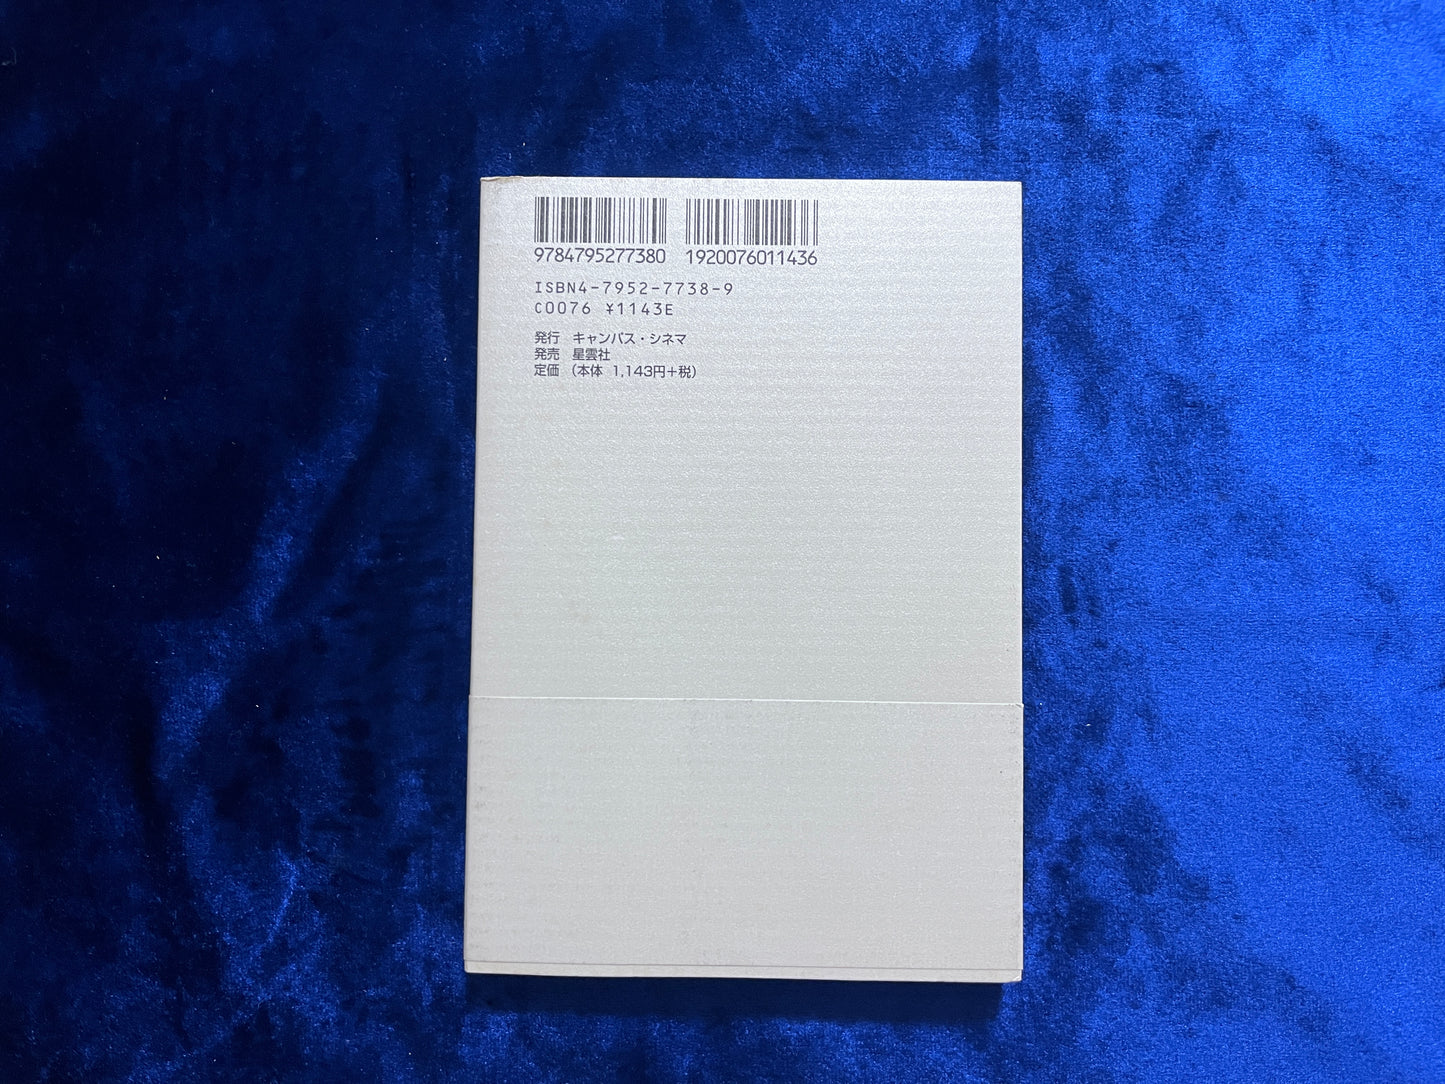 9784795277380 1920076011436
ISBN4-7952-7738-9
C0076 ¥1143E
発行 キャンパス・シネマ
発売 星雲社
定価 (本体 1,143円+税)